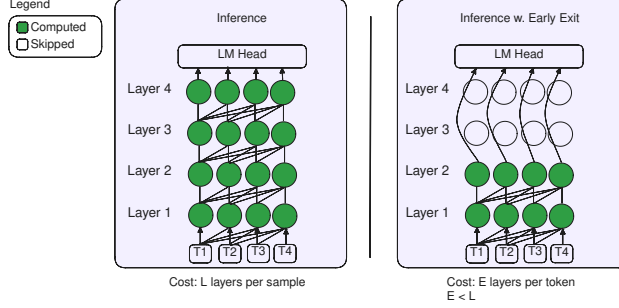 Legend
Computed
Skipped
Inference
LM Head
Layer 4
Layer 3
Layer 2
Layer 1
T1 T2 T3 T4
Cost: L layers per sample
Inference w. Early Exit
LM Head
Layer 4
Layer 3
Layer 2
Layer 1
T1 T2 T3 T4
Cost: E layers per token
E < L